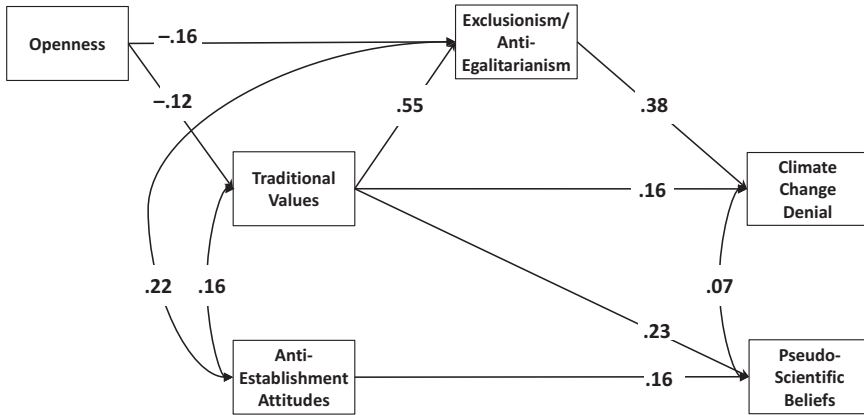 Openness
–.16
Exclusionism/
Anti-
Egalitarianism
–.12
.55
.38
Traditional
Values
.16
Climate
Change
Denial
.22
.16
.07
.23
Anti-
Establishment
Attitudes
.16
Pseudo-
Scientific
Beliefs